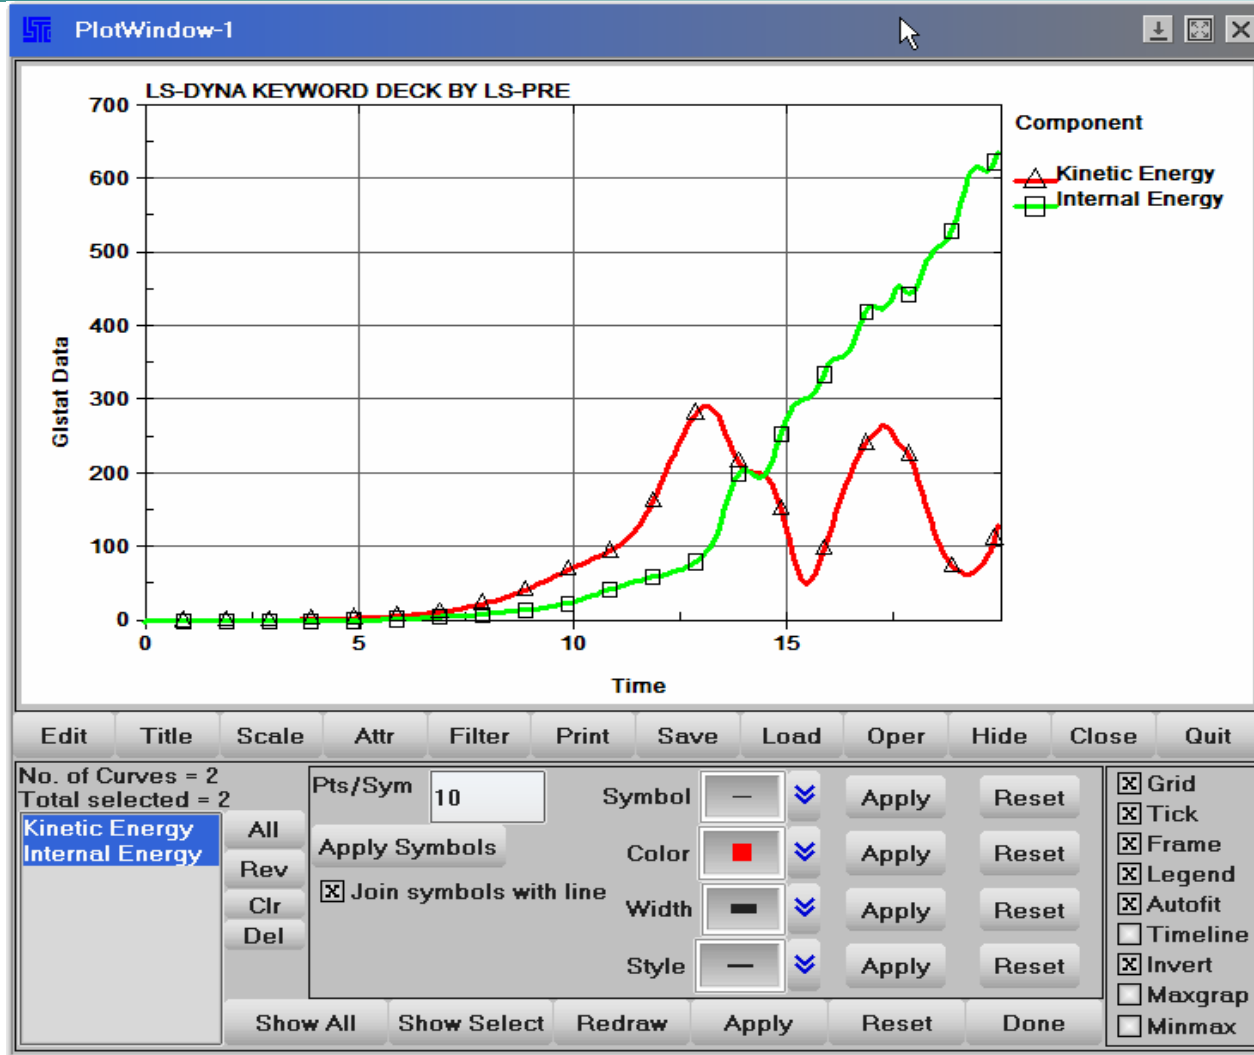 PlotWindow-1
LS-DYNA KEYWORD DECK BY LS-PRE
700
600
500
400
300
200
100
0
Glstat Data
0 5 10 15
Time
Component
Kinetic Energy
Internal Energy
Edit Title Scale Attr Filter Print Save Load Oper Hide Close Quit
No. of Curves = 2
Total selected = 2
Kinetic Energy
Internal Energy
All
Rev
Clr
Del
Pts/Sym 10
Apply Symbols
Join symbols with line
Symbol Apply Reset
Color Apply Reset
Width Apply Reset
Style Apply Reset
Grid
Tick
Frame
Legend
Autofit
Timeline
Invert
Maxgrap
Minmax
Show All Show Select Redraw Apply Reset Done